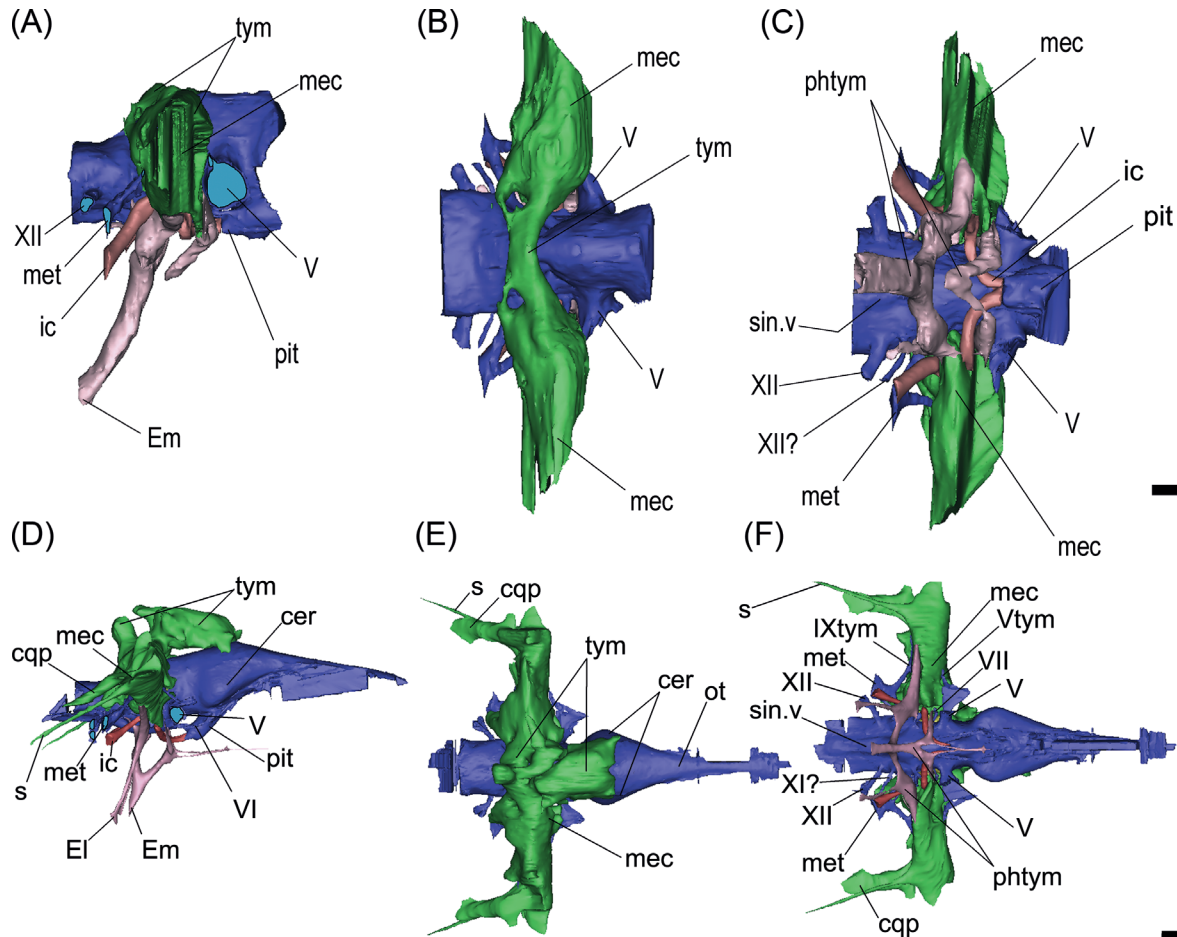 (A)
tym
mec
XII
met
V
ic
pit
Em
(B)
mec
V
tym
V
mec
(C)
mec
phtym
V
ic
pit
sin.v
XII
V
XII?
met
mec
(D)
tym
cer
mec
cqp
V
s
met
ic
pit
VI
El
Em
(E)
s
cqp
tym
cer
ot
mec
(F)
s
mec
IXtym
Vtym
met
VII
XII
V
sin.v
XI?
XII
V
met
phtym
cqp